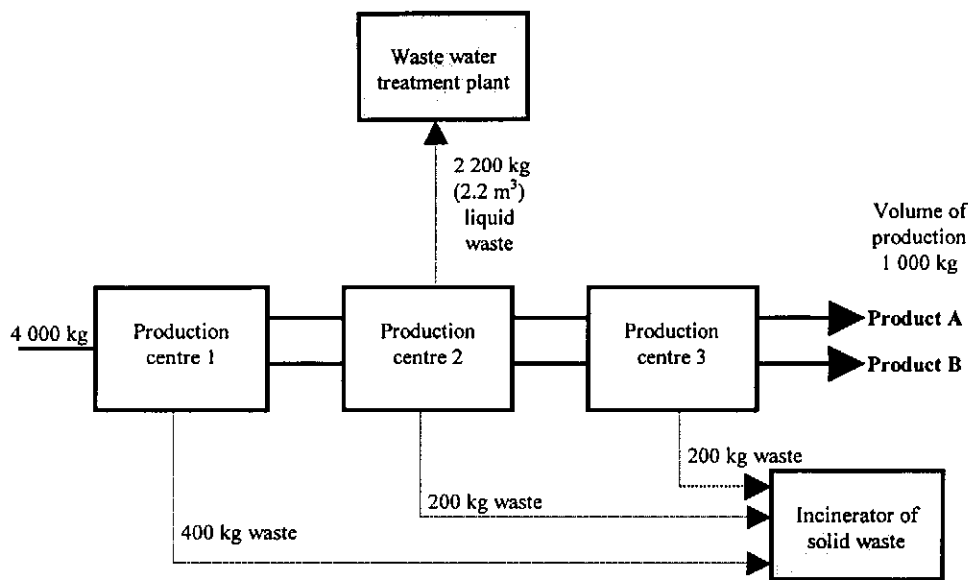 Waste water
treatment plant
2 200 kg
(2.2 m³)
liquid
waste
Volume of
production
1 000 kg
4 000 kg
Production
centre 1
Production
centre 2
Production
centre 3
Product A
Product B
200 kg waste
200 kg waste
400 kg waste
Incinerator of
solid waste